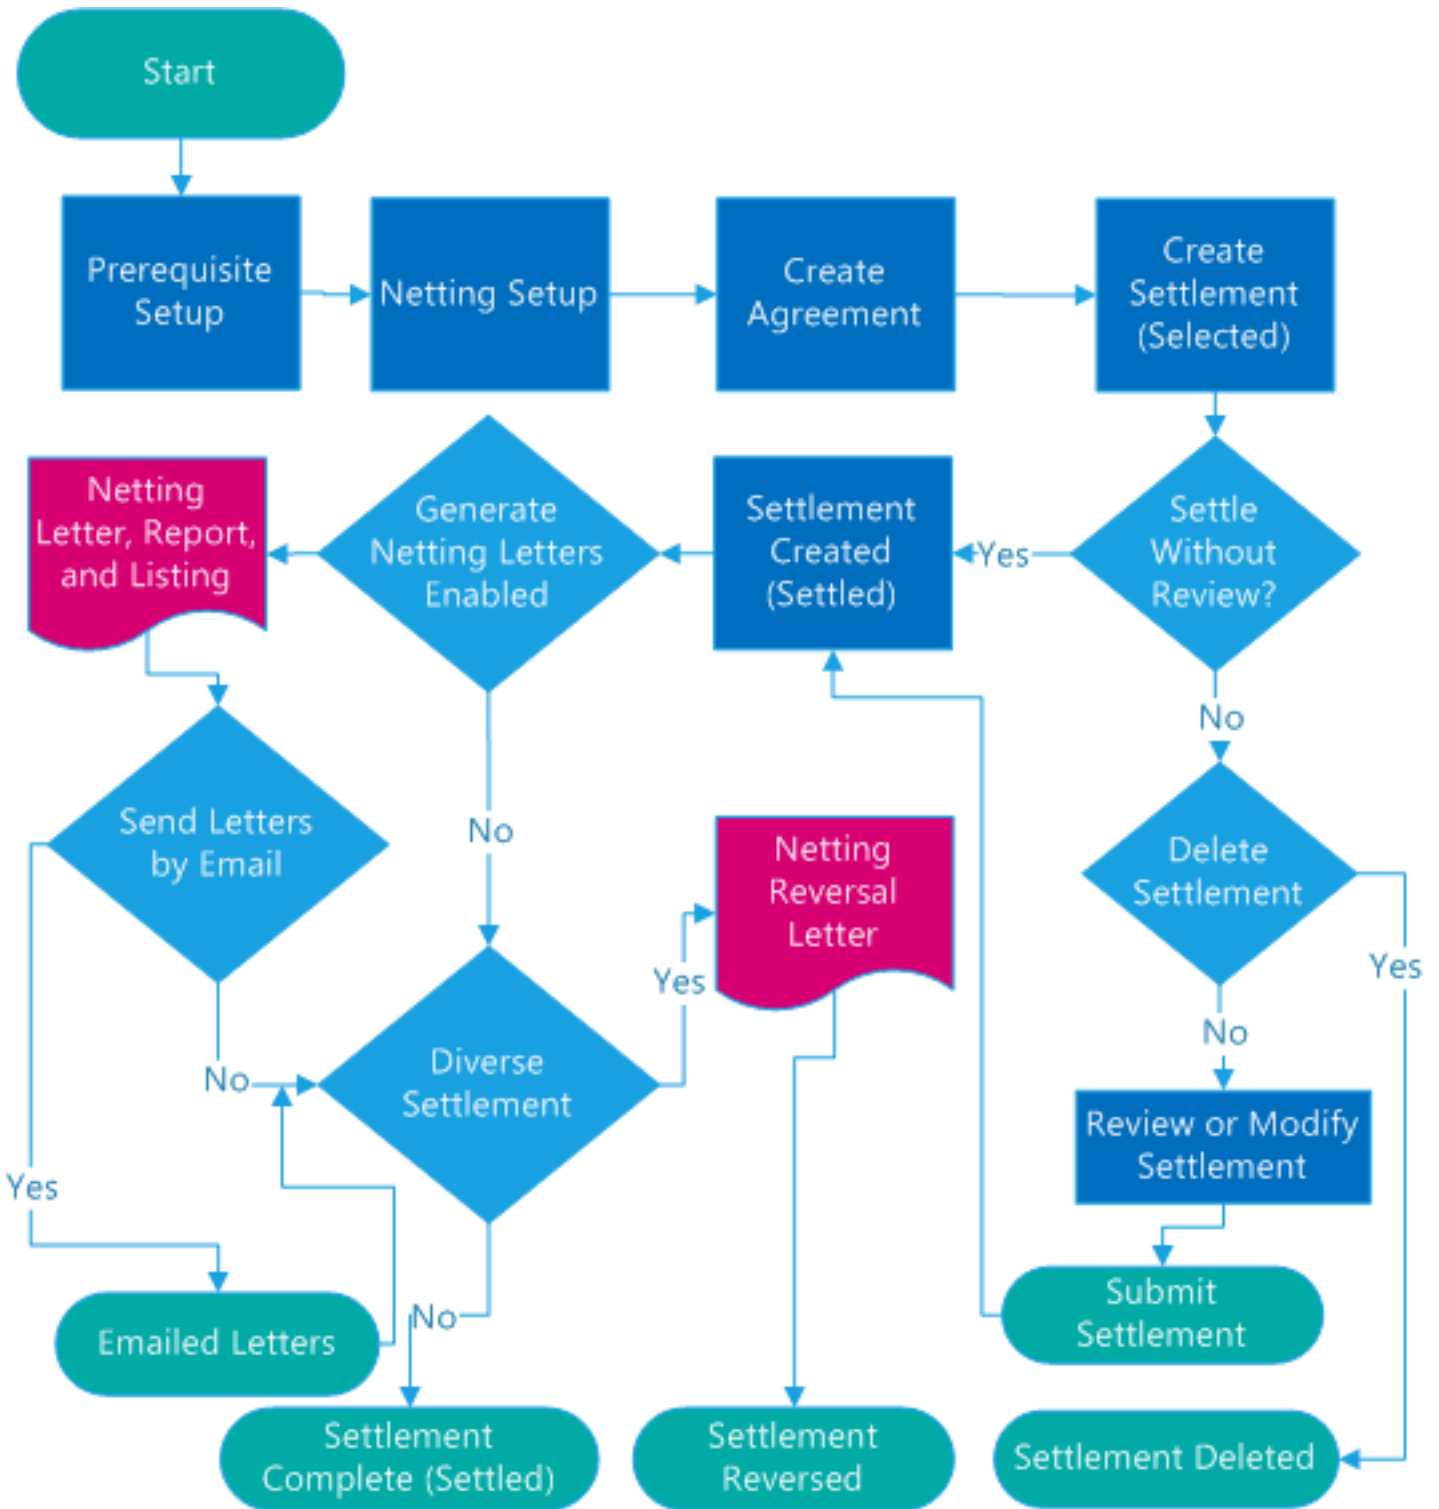 Start
Prerequisite
Setup
Netting Setup
Create
Agreement
Create
Settlement
(Selected)
Netting
Letter, Report,
and Listing
Generate
Netting Letters
Enabled
Settlement
Created
(Settled)
Yes
Settle
Without
Review?
No
Send Letters
by Email
No
Netting
Reversal
Letter
Delete
Settlement
Yes
Yes
No
No
Diverse
Settlement
Review or Modify
Settlement
Yes
No
Submit
Settlement
Emailed Letters
Settlement
Complete (Settled)
Settlement
Reversed
Settlement Deleted